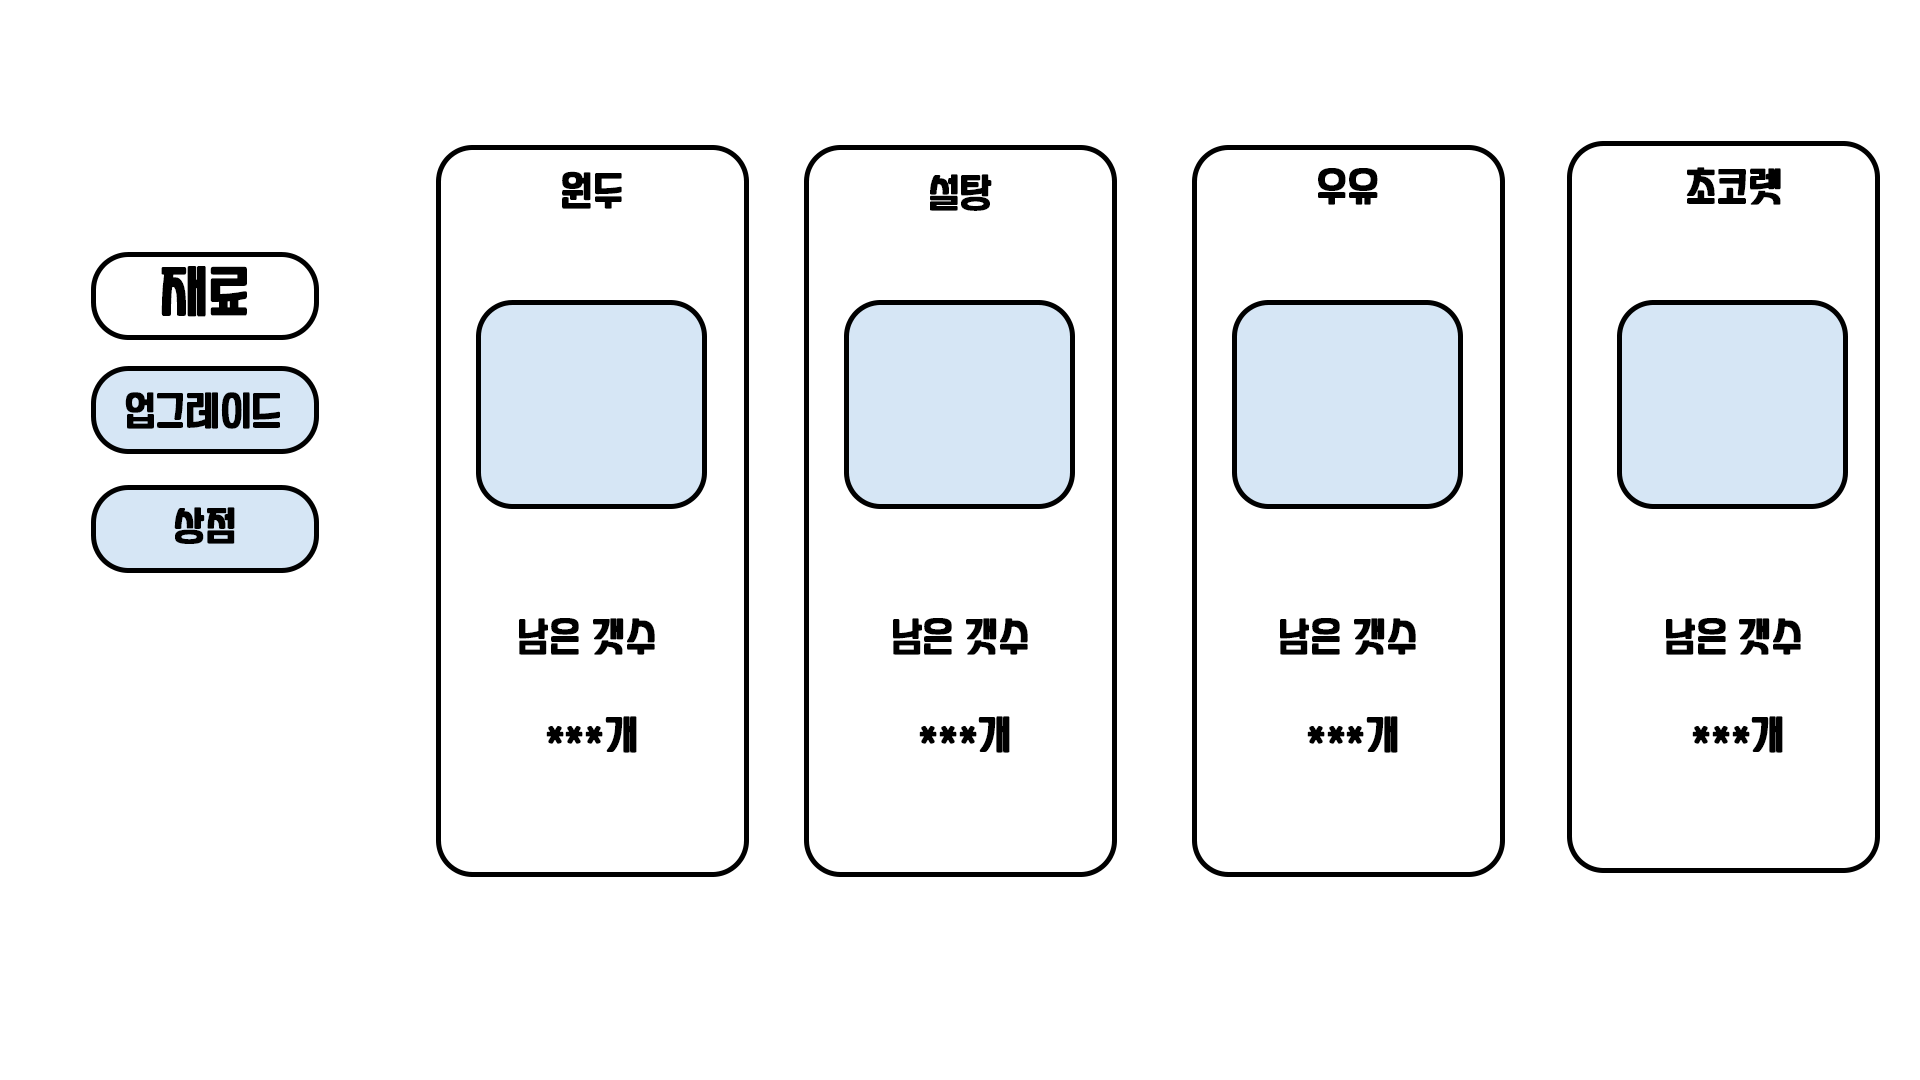 재료
업그레이드
상점
원두
남은 갯수
***개
설탕
남은 갯수
***개
우유
남은 갯수
***개
초코렛
남은 갯수
***개